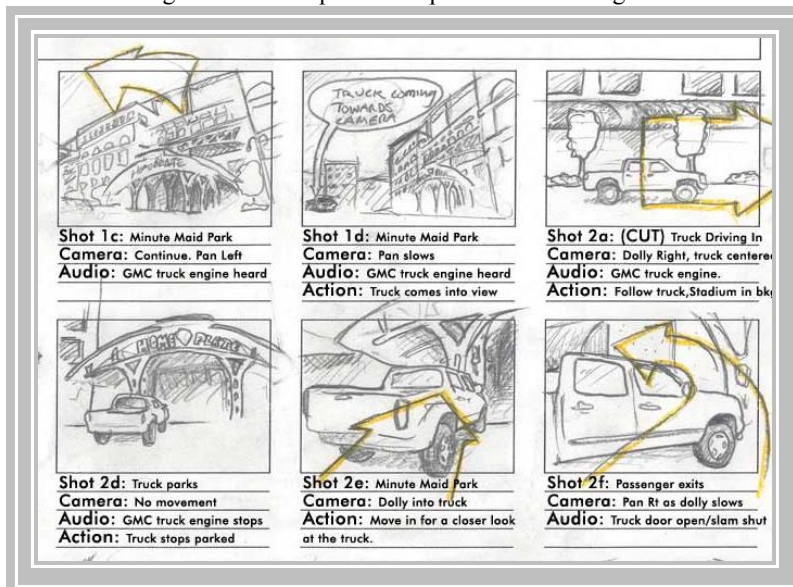 Shot 1c: Minute Maid Park
Camera: Continue. Pan Left
Audio: GMC truck engine heard
TRUCK COMING
TOWARDS
CAMERA
Shot 1d: Minute Maid Park
Camera: Pan slows
Audio: GMC truck engine heard
Action: Truck comes into view
Shot 2a: (CUT) Truck Driving In
Camera: Dolly Right, truck centere
Audio: GMC truck engine.
Action: Follow truck,Stadium in bkg
HOME PLATE
Shot 2d: Truck parks
Camera: No movement
Audio: GMC truck engine stops
Action: Truck stops parked
Shot 2e: Minute Maid Park
Camera: Dolly into truck
Action: Move in for a closer look
at the truck.
Shot 2f: Passenger exits
Camera: Pan Rt as dolly slows
Audio: Truck door open/slam shut